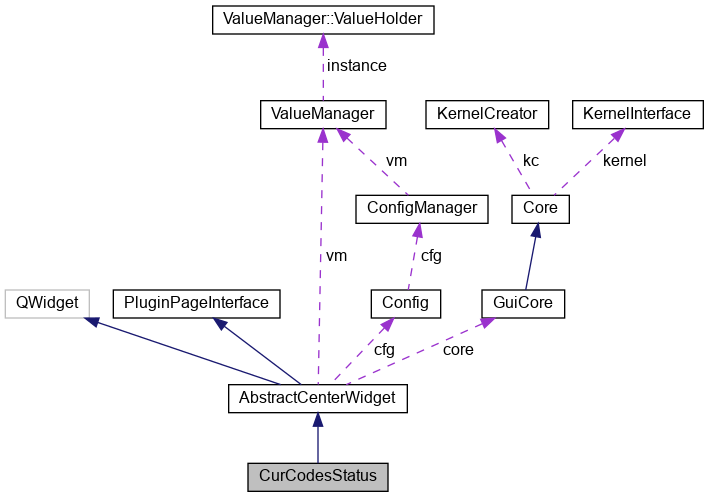 ValueManager::ValueHolder
instance
ValueManager
KernelCreator
KernelInterface
vm
kc
kernel
ConfigManager
Core
vm
cfg
QWidget
PluginPageInterface
Config
GuiCore
cfg
core
AbstractCenterWidget
CurCodesStatus